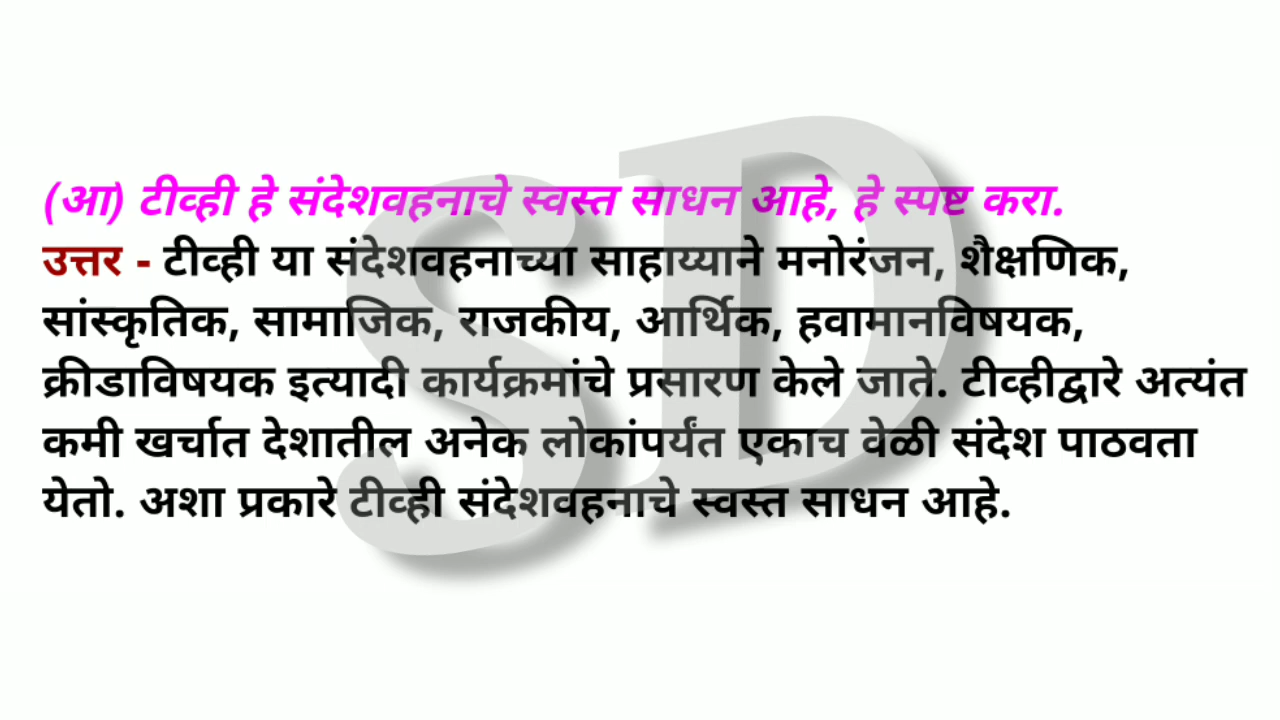 (आ) टीव्ही हे संदेशवहनाचे स्वस्त साधन आहे, हे स्पष्ट करा.
उत्तर - टीव्ही या संदेशवहनाच्या साहाय्याने मनोरंजन, शैक्षणिक,
सांस्कृतिक, सामाजिक, राजकीय, आर्थिक, हवामानविषयक,
क्रीडाविषयक इत्यादी कार्यक्रमांचे प्रसारण केले जाते. टीव्हीद्वारे अत्यंत
कमी खर्चात देशातील अनेक लोकांपर्यंत एकाच वेळी संदेश पाठवता
येतो. अशा प्रकारे टीव्ही संदेशवहनाचे स्वस्त साधन आहे.
SD